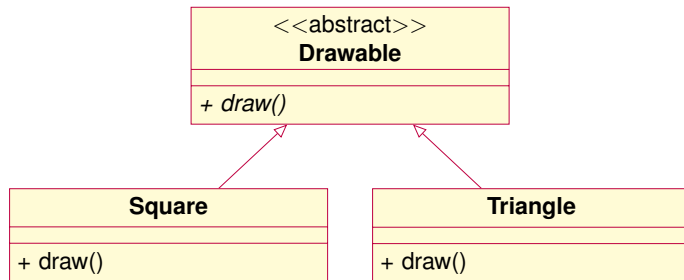 <<abstract>>
Drawable
+ draw()
Square
+ draw()
Triangle
+ draw()